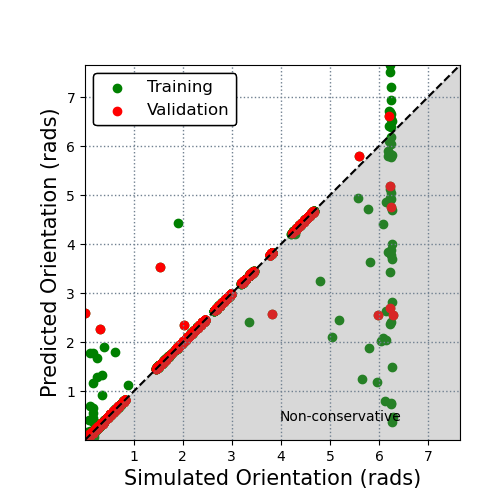 Training
Validation
Predicted Orientation (rads)
7
6
5
4
3
2
1
Non-conservative
1 2 3 4 5 6 7
Simulated Orientation (rads)